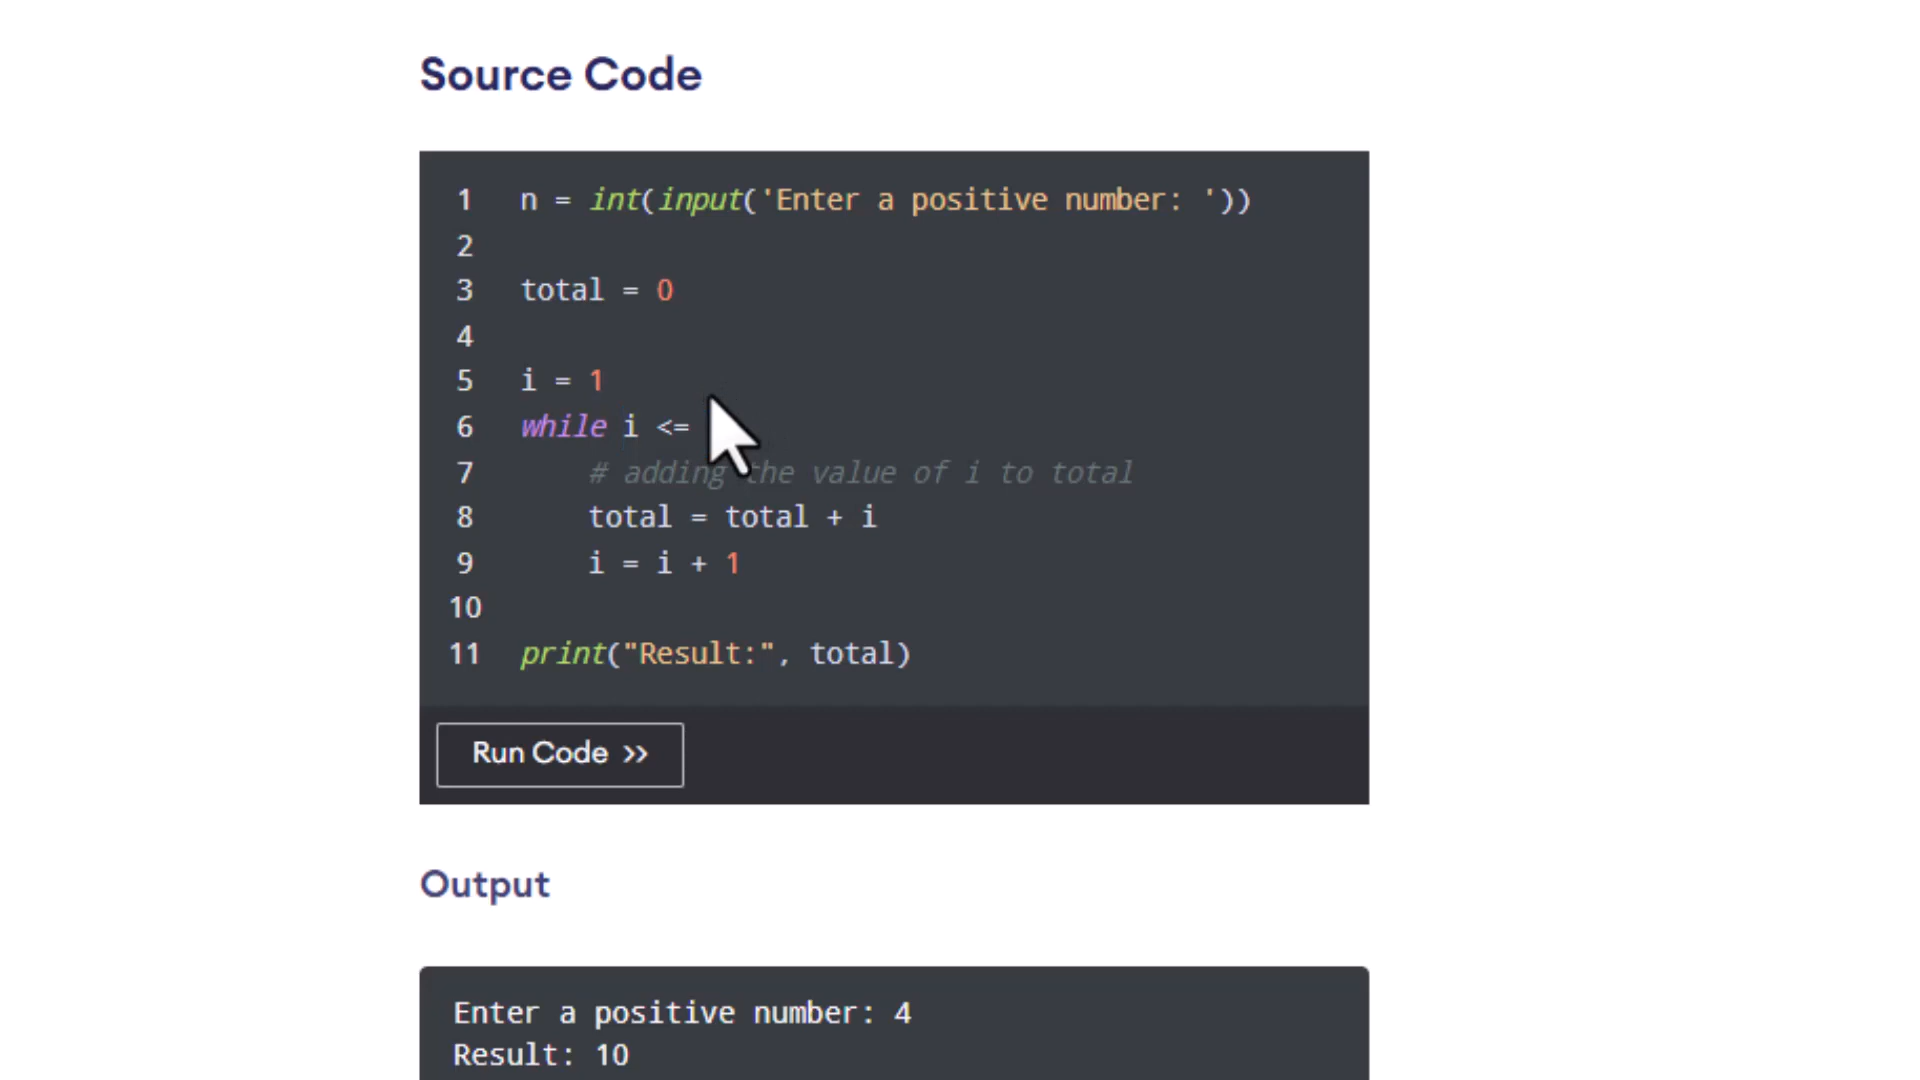 Source Code
1 n = int(input('Enter a positive number: '))
2
3 total = 0
4
5 i = 1
6 while i <=
7 # adding the value of i to total
8 total = total + i
9 i = i + 1
10
11 print("Result:", total)
Run Code >>
Output
Enter a positive number: 4
Result: 10